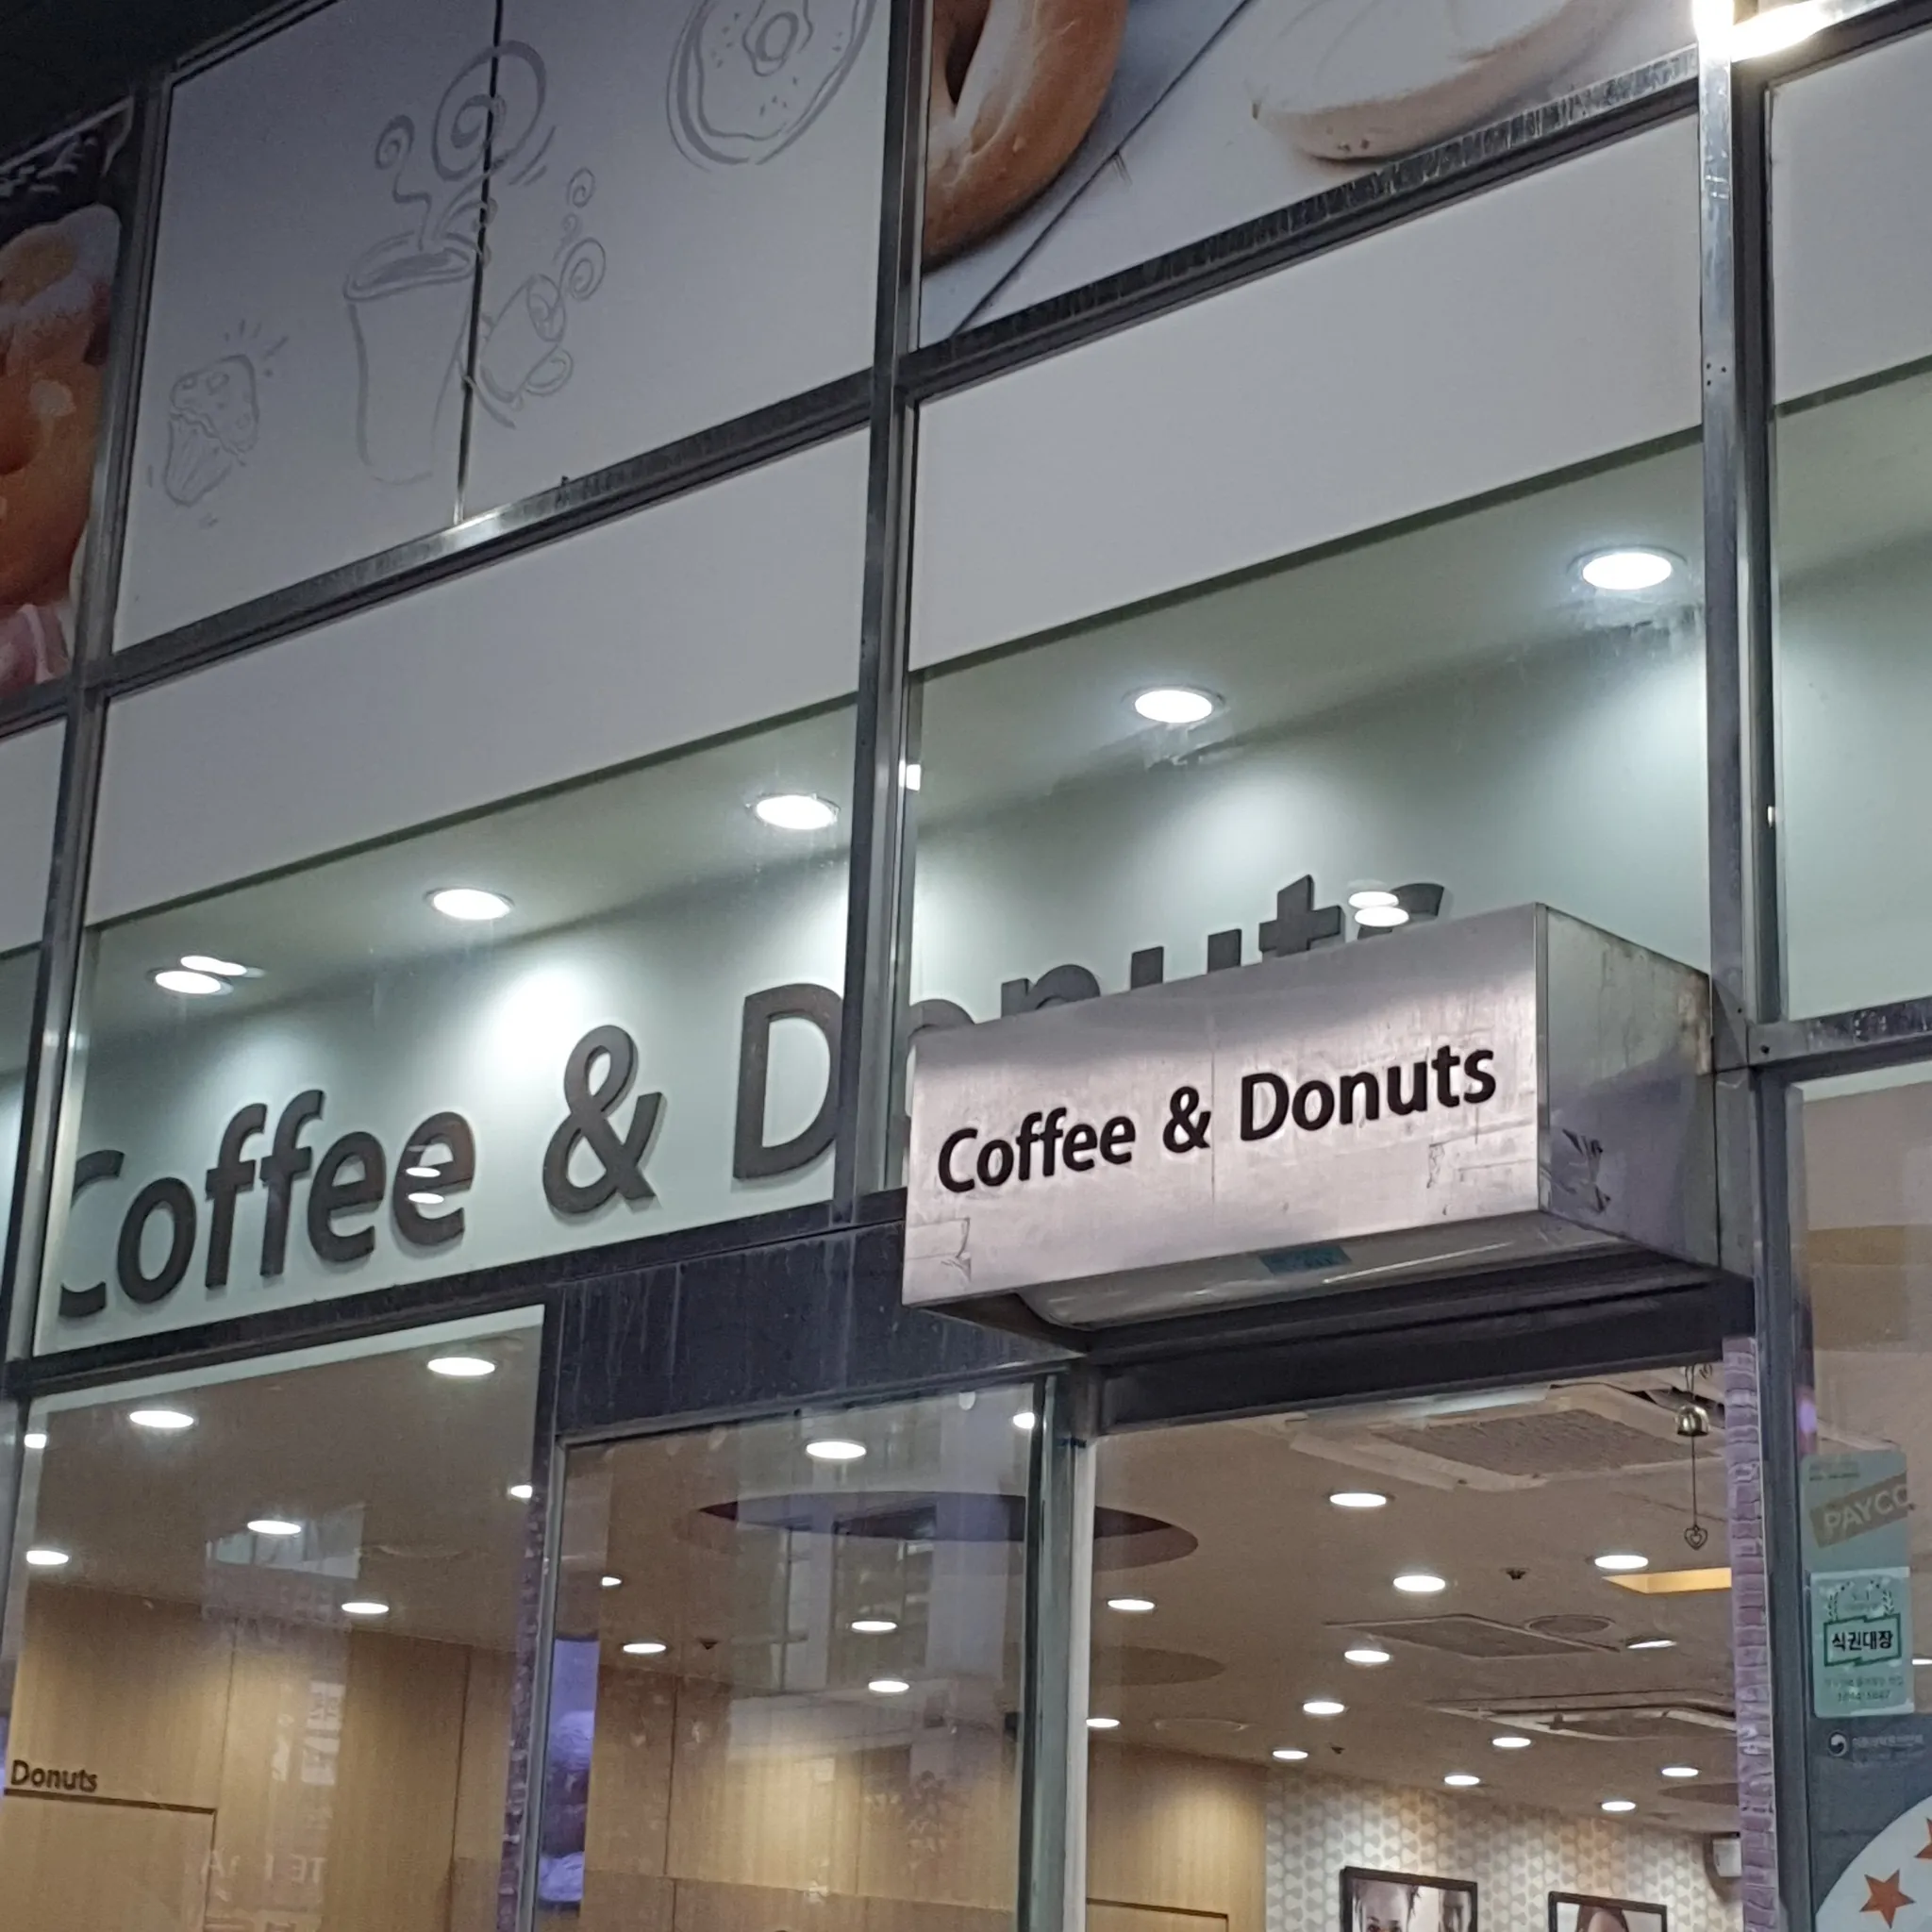 Coffee & Donuts
Coffee & Donuts
Donuts
PAYCO
식권대장